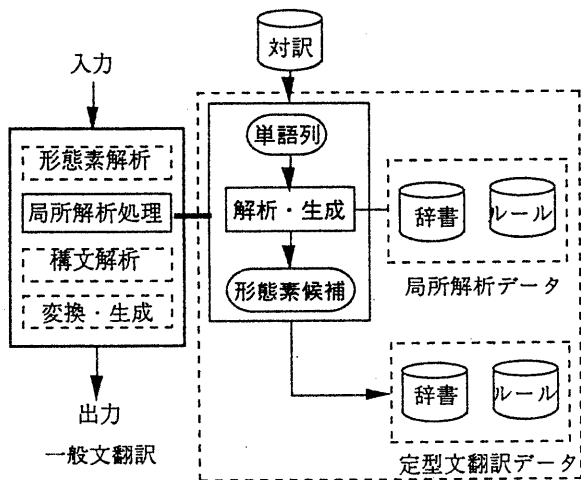 対訳
入力
単語列
形態素解析
局所解析処理
解析・生成
辞書
ルール
構文解析
形態素候補
局所解析データ
変換・生成
出力
辞書
ルール
一般文翻訳
定型文翻訳データ